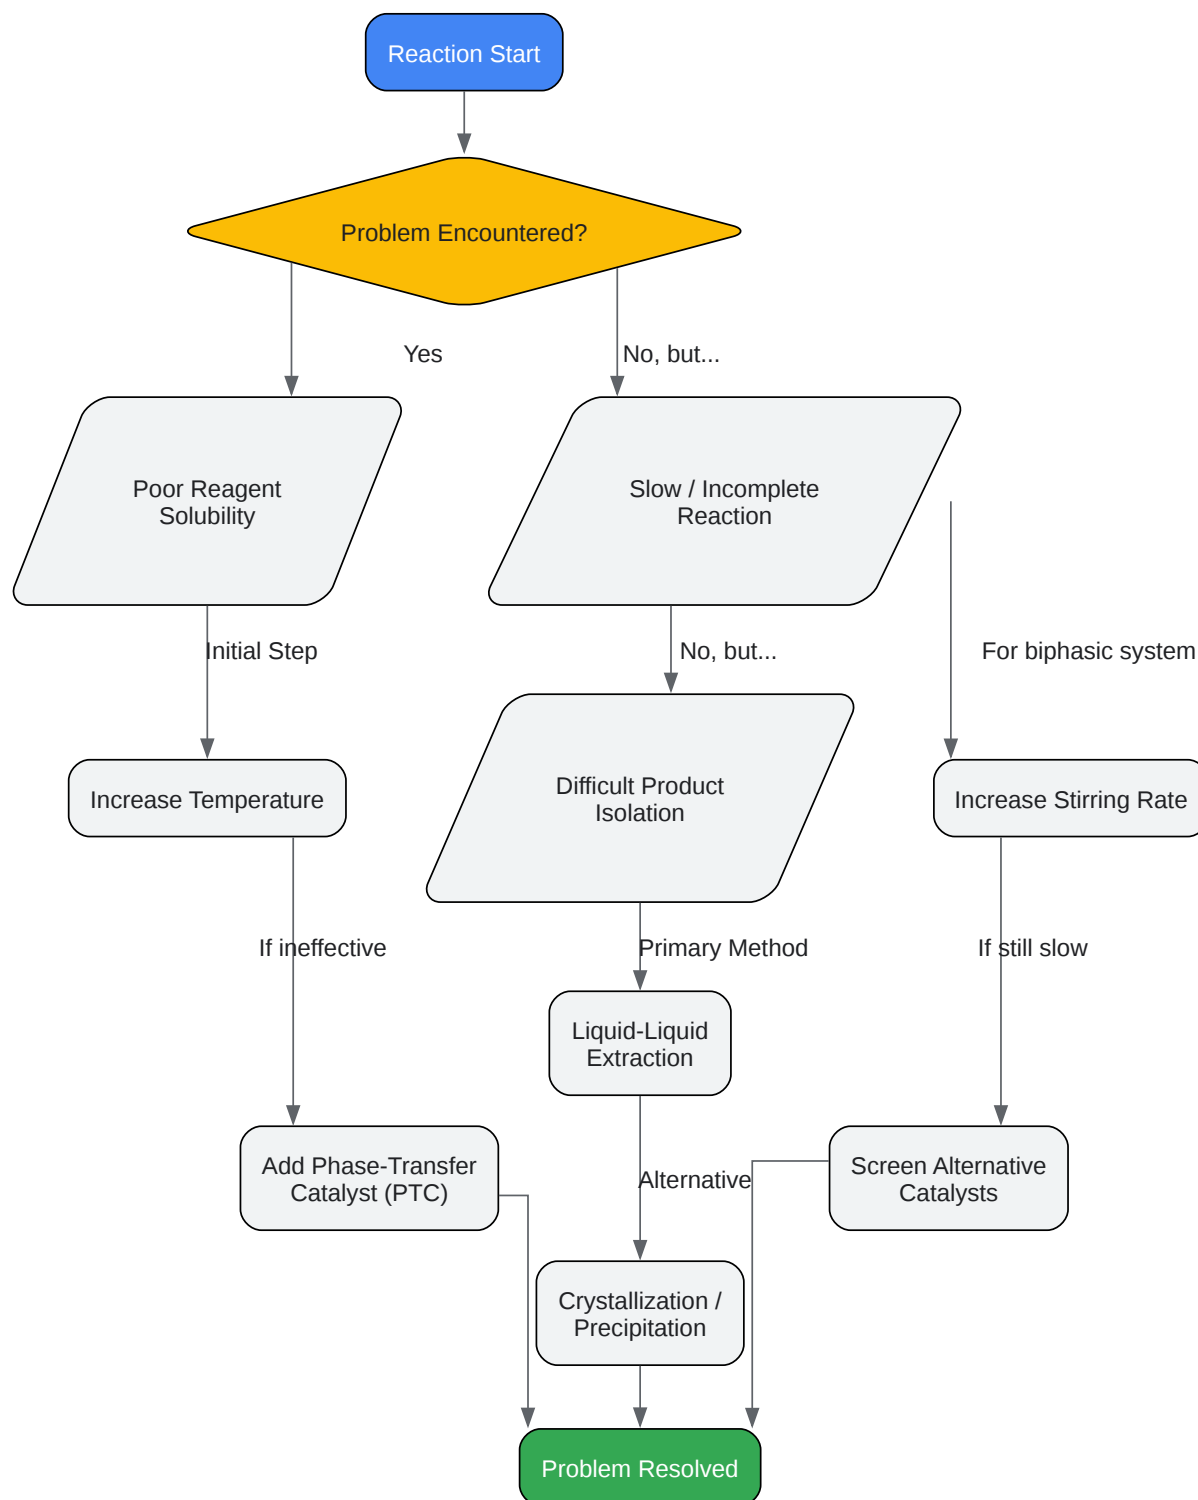 Reaction Start
Problem Encountered?
Yes
No, but...
Poor Reagent
Solubility
Slow / Incomplete
Reaction
Initial Step
No, but...
For biphasic system
Increase Temperature
Difficult Product
Isolation
Increase Stirring Rate
If ineffective
Primary Method
If still slow
Liquid-Liquid
Extraction
Add Phase-Transfer
Catalyst (PTC)
Alternative
Screen Alternative
Catalysts
Crystallization /
Precipitation
Problem Resolved